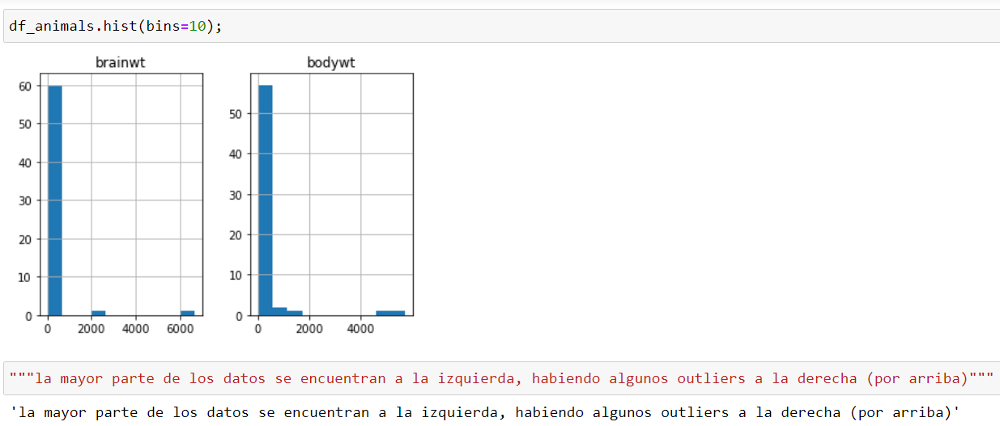 df_animals.hist(bins=10);
brainwt
bodywt
60
50
40
30
20
10
0
0 2000 4000 6000
50
40
30
20
10
0
0 2000 4000
"""la mayor parte de los datos se encuentran a la izquierda, habiendo algunos outliers a la derecha (por arriba)"""
'la mayor parte de los datos se encuentran a la izquierda, habiendo algunos outliers a la derecha (por arriba)'